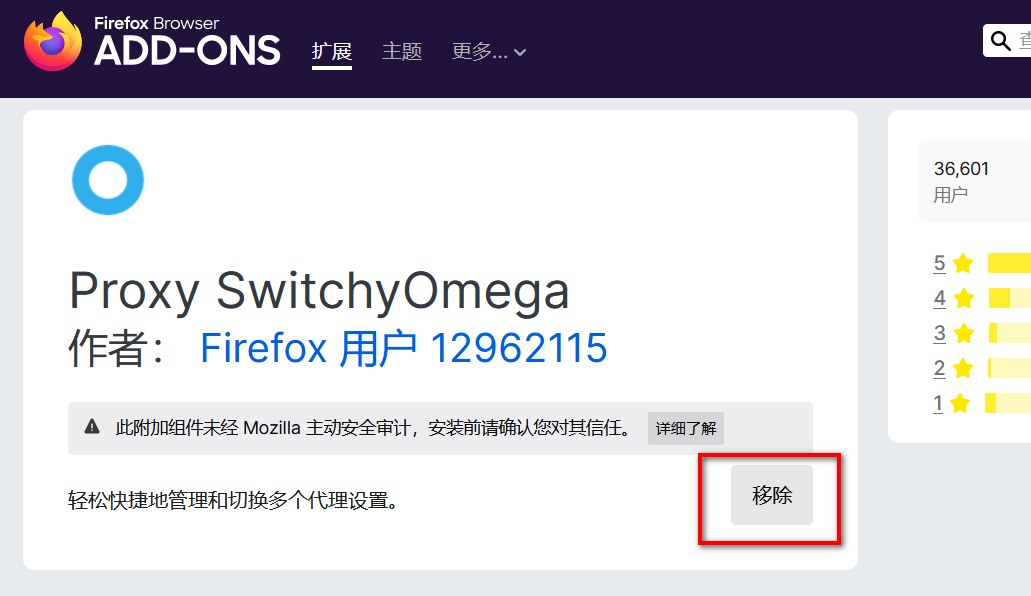 Firefox Browser
ADD-ONS
扩展 主题 更多...
查
Proxy SwitchyOmega
作者： Firefox 用户 12962115
此附加组件未经 Mozilla 主动安全审计，安装前请确认您对其信任。 详细了解
轻松快捷地管理和切换多个代理设置。
移除
36,601
用户
5
4
3
2
1